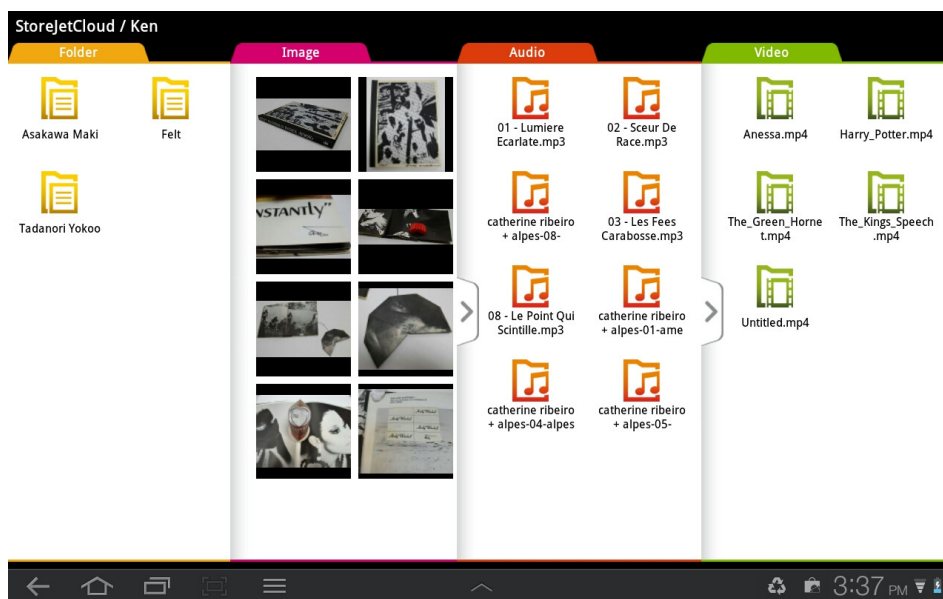 StoreJetCloud / Ken
Folder
Image
Audio
Video
Asakawa Maki
Felt
Tadanori Yokoo
NSTANTLY"
01 - Lumiere
Ecarlate.mp3
02 - Sceur De
Race.mp3
catherine ribeiro
+ alpes-08-
03 - Les Fees
Carabosse.mp3
08 - Le Point Qui
Scintille.mp3
catherine ribeiro
+ alpes-01-ame
catherine ribeiro
+ alpes-04-alpes
catherine ribeiro
+ alpes-05-
Anessa.mp4
Harry_Potter.mp4
The_Green_Horne
t.mp4
The_Kings_Speech
.mp4
Untitled.mp4
3:37 PM